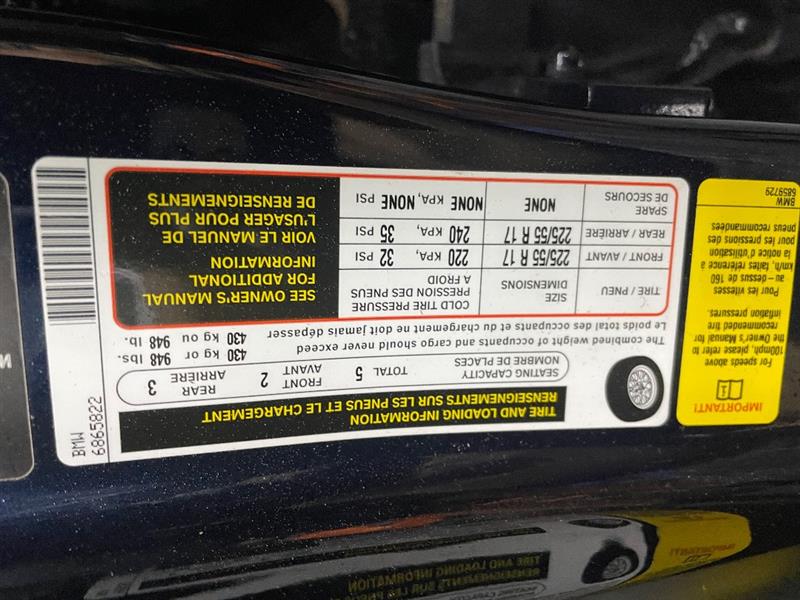 TIRE AND LOADING INFORMATION
RENSEIGNEMENTS SUR LES PNEUS ET LE CHARGEMENT
SEATING CAPACITY
NOMBRE DE PLACES
TOTAL 5
FRONT
AVANT 2
REAR
ARRIÈRE 3
The combined weight of occupants and cargo should never exceed 430 kg or 948 lbs.
Le poids total des occupants et du chargement ne doit jamais dépasser 430 kg ou 948 lb.
TIRE / PNEU
SIZE
DIMENSIONS
COLD TIRE PRESSURE
PRESSION DES PNEUS
A FROID
FRONT / AVANT 225/55 R 17 220 KPA, 32 PSI
REAR / ARRIÈRE 225/55 R 17 240 KPA, 35 PSI
SPARE
DE SECOURS NONE NONE KPA, NONE PSI
SEE OWNER'S MANUAL
FOR ADDITIONAL
INFORMATION
VOIR LE MANUEL DE
L'USAGER POUR PLUS
DE RENSEIGNEMENTS
BMW
6865822
IMPORTANT!
For speeds above
100mph, please refer to
the Owner's Manual for
recommended tire
inflation pressures.
Pour les vitesses
au- dessus de 160
km/h, faites référence à
la notice d'utilisation
pour les pressions des
pneus recommandées
BMW
6859729
N
TIRE AND LOADING INFORMATION
RENSEIGNEMENTS